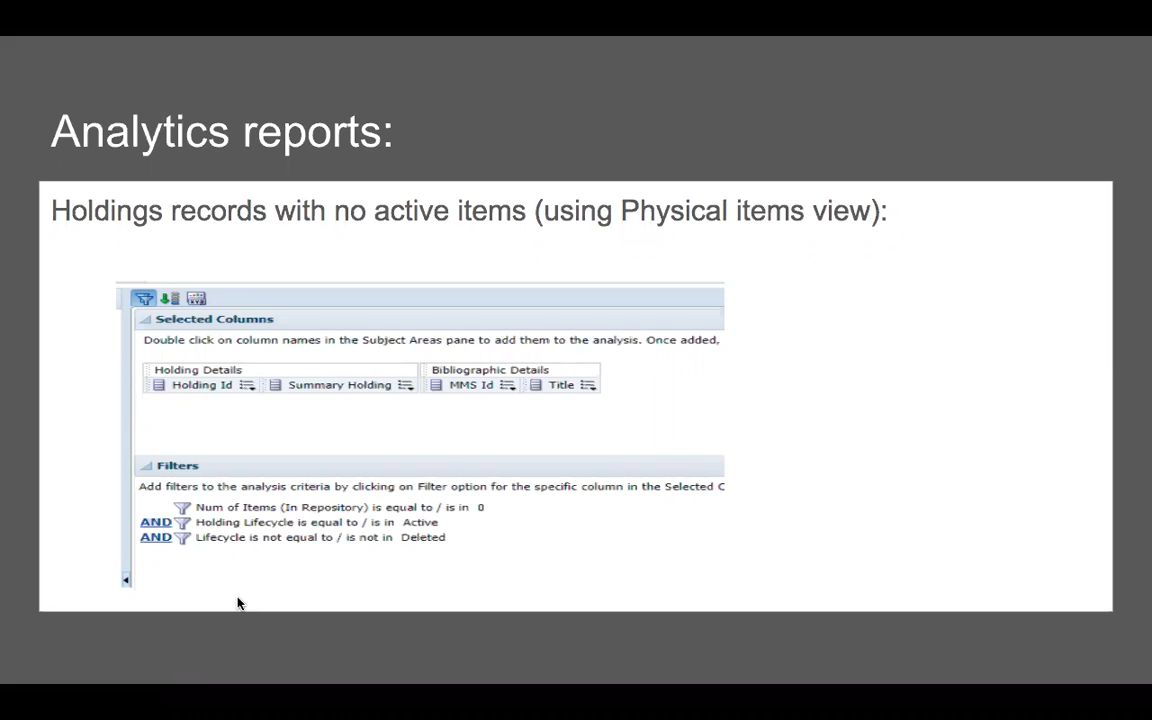 Analytics reports:
Holdings records with no active items (using Physical items view):
Selected Columns
Double click on column names in the Subject Areas pane to add them to the analysis. Once added,
Holding Details Bibliographic Details
Holding Id Summary Holding MMS Id Title
Filters
Add filters to the analysis criteria by clicking on Filter option for the specific column in the Selected C
Num of Items (In Repository) is equal to / is in 0
AND Holding Lifecycle is equal to / is in Active
AND Lifecycle is not equal to / is not in Deleted